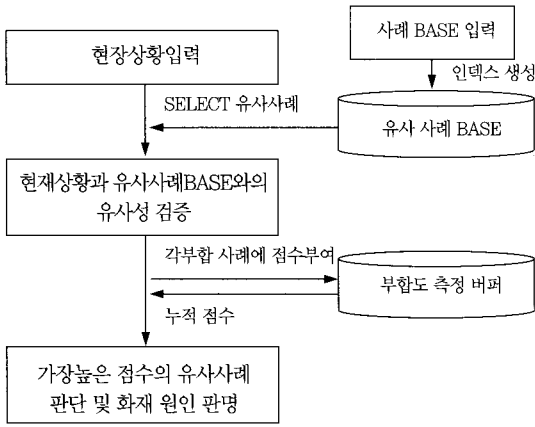 현장상황입력
사례 BASE 입력
인덱스 생성
SELECT 유사사례
유사 사례 BASE
현재상황과 유사사례BASE와의
유사성 검증
각부합 사례에 점수부여
부합도 측정 버퍼
누적 점수
가장높은 점수의 유사사례
판단 및 화재 원인 판명